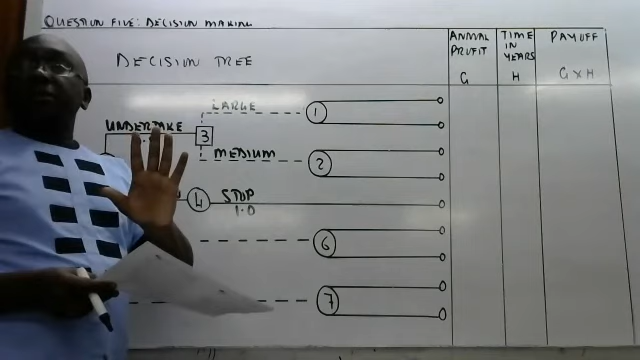 QUESTION FIVE: DECISION MAKING
DECISION TREE
ANNUAL
PROFIT
G
TIME
IN
YEARS
H
PAYOFF
G x H
LARGE
1
UNDERTAKE
3
MEDIUM
2
4
STOP
1.0
6
7